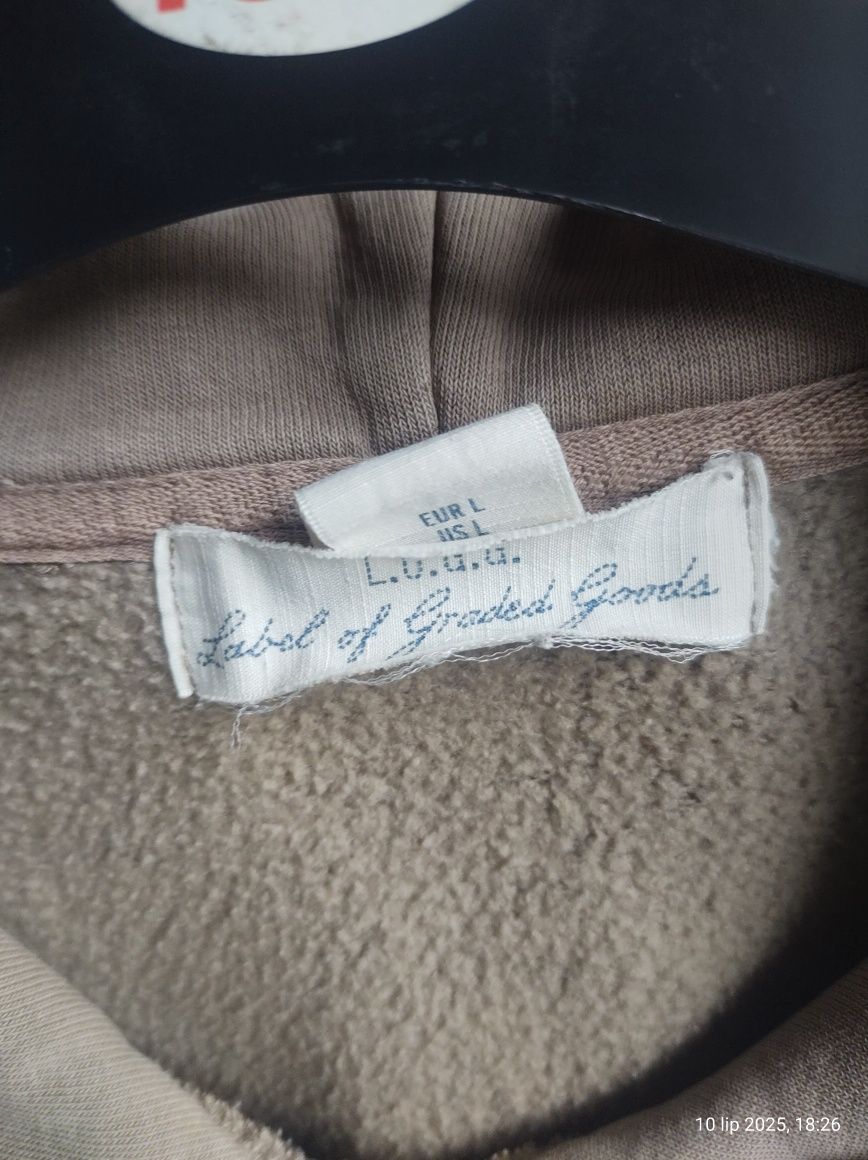 EUR L
US L
L.O.G.G.
Label of Graded Goods
10 lip 2025, 18:26